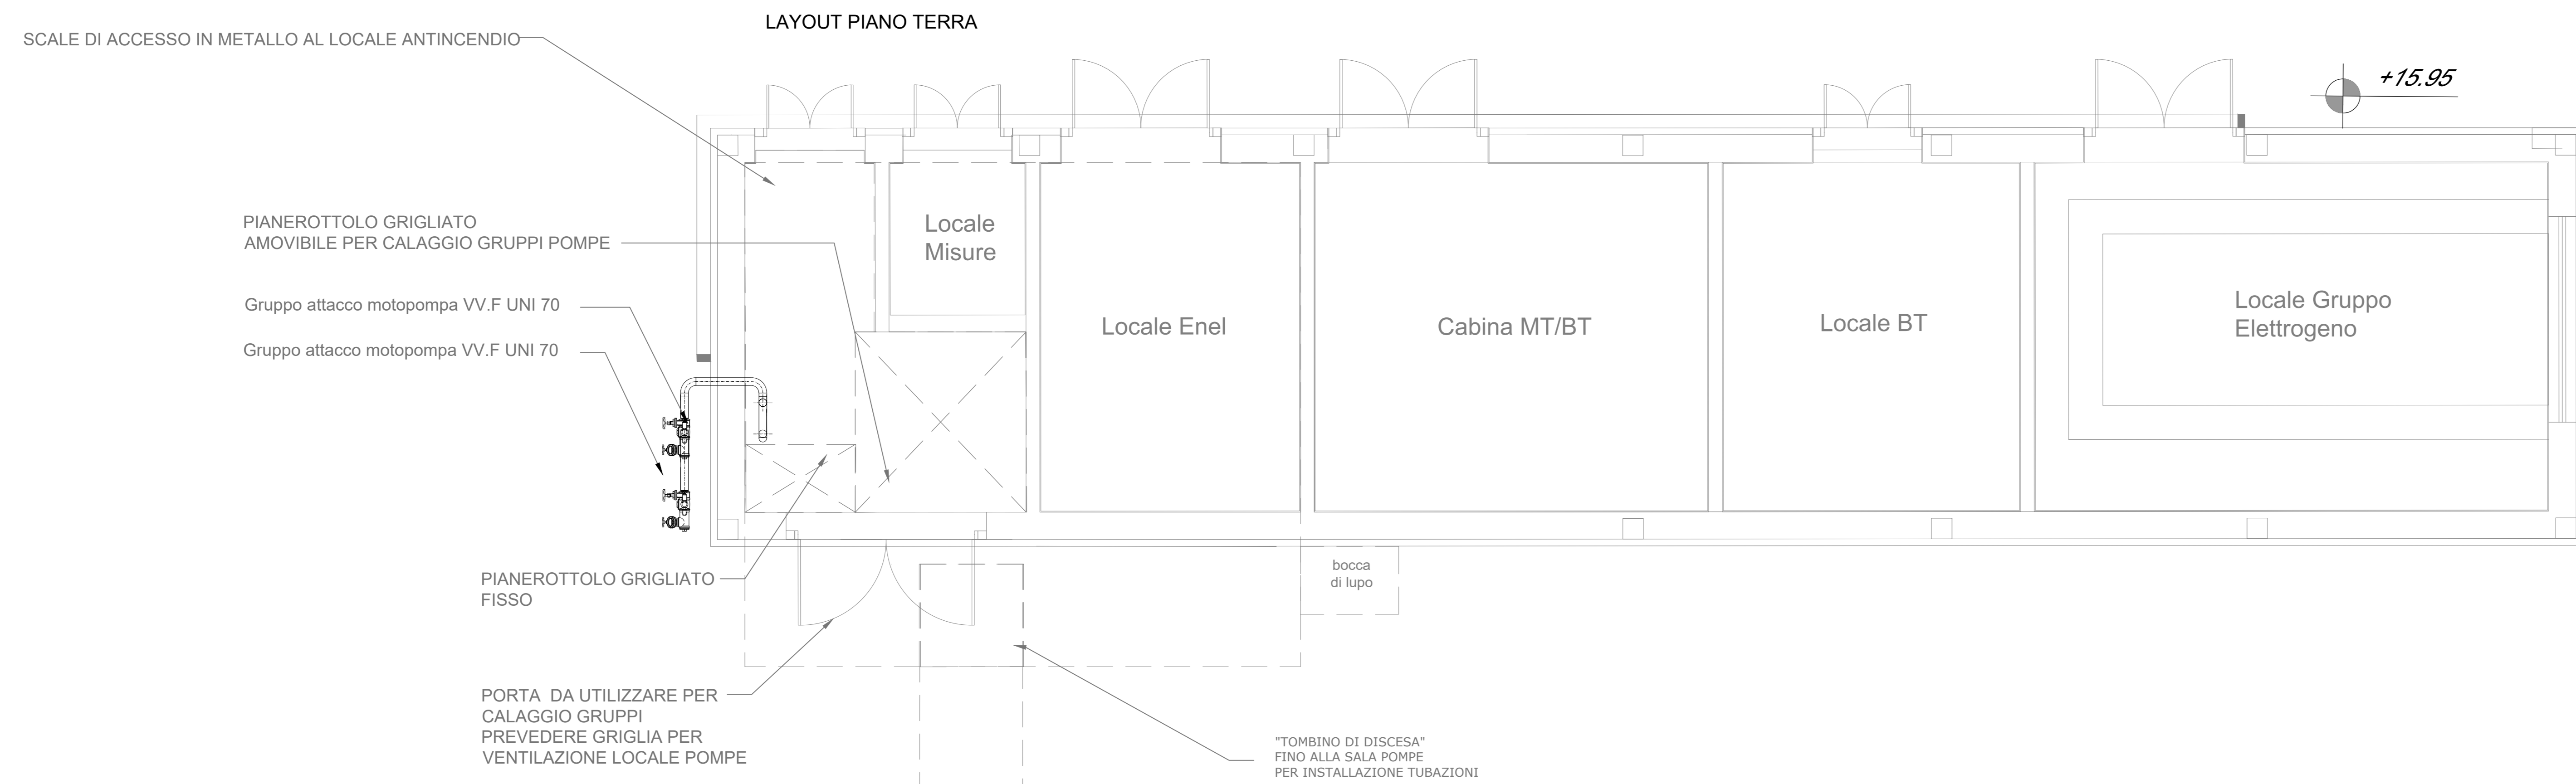 LAYOUT PIANO TERRA
SCALE DI ACCESSO IN METALLO AL LOCALE ANTINCENDIO
+15.95
PIANEROTTOLO GRIGLIATO
AMOVIBILE PER CALAGGIO GRUPPI POMPE
Locale
Misure
Gruppo attacco motopompa VV.F UNI 70
Gruppo attacco motopompa VV.F UNI 70
Locale Enel
Cabina MT/BT
Locale BT
Locale Gruppo
Elettrogeno
PIANEROTTOLO GRIGLIATO
FISSO
bocca
di lupo
PORTA DA UTILIZZARE PER
CALAGGIO GRUPPI
PREVEDERE GRIGLIA PER
VENTILAZIONE LOCALE POMPE
"TOMBINO DI DISCESA"
FINO ALLA SALA POMPE
PER INSTALLAZIONE TUBAZIONI